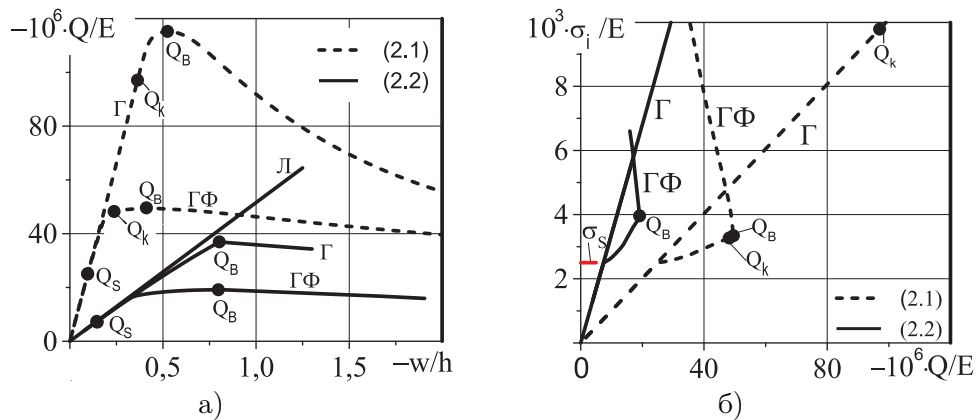 −10⁶·Q/E
Q_B
(2.1)
(2.2)
Г
Q_k
80
Л
Q_B
ГФ
Q_k
40
Q_S
Г
Q_B
ГФ
Q_B
Q_S
0
0,5
1,0
1,5
−w/h
а)
10³·σ_i/E
Q_k
8
Г
ГФ
Г
6
ГФ
4
Q_B
Q_B
σ_S
Q_k
2
(2.1)
(2.2)
0
40
80
−10⁶·Q/E
б)